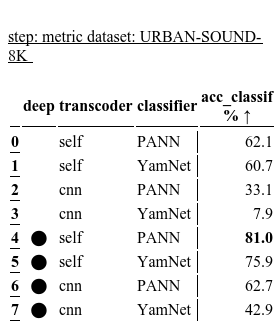 step: metric dataset: URBAN-SOUND-
8K
deep transcoder classifier acc_classif
% ↑
0 self PANN 62.1
1 self YamNet 60.7
2 cnn PANN 33.1
3 cnn YamNet 7.9
4 ● self PANN 81.0
5 ● self YamNet 75.9
6 ● cnn PANN 62.7
7 ● cnn YamNet 42.9